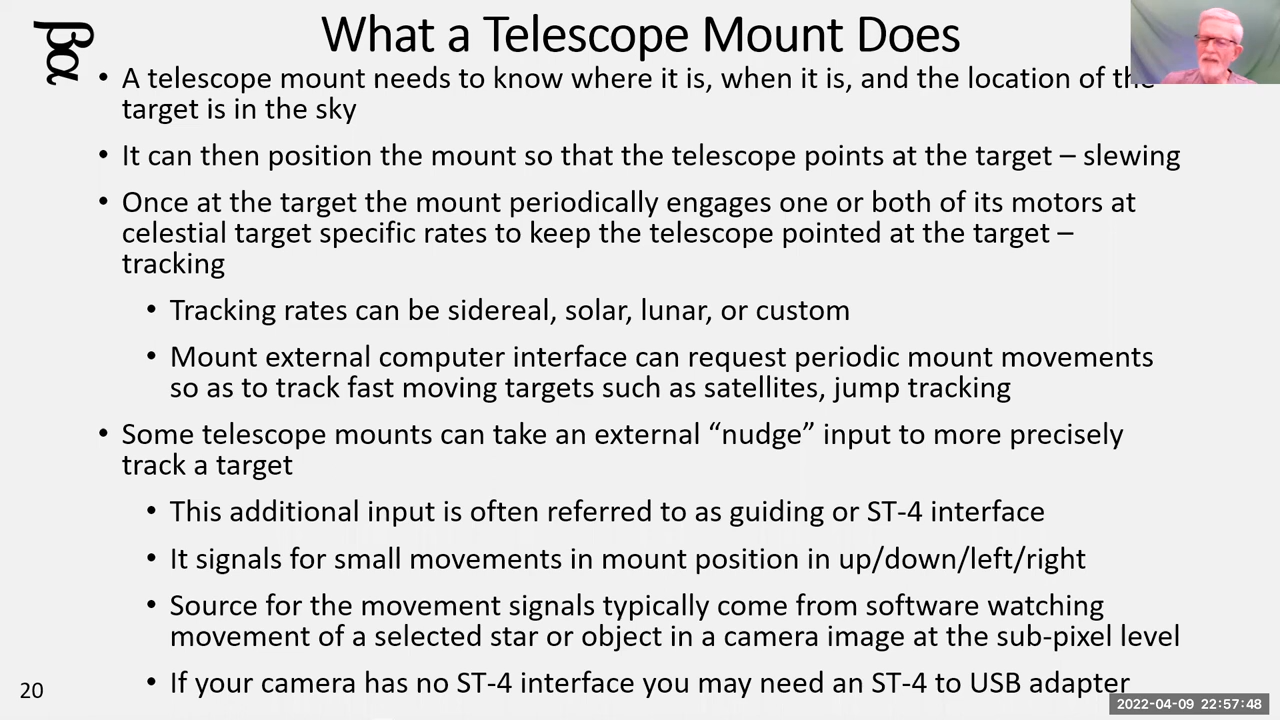 βα
What a Telescope Mount Does
• A telescope mount needs to know where it is, when it is, and the location of the
target is in the sky
• It can then position the mount so that the telescope points at the target – slewing
• Once at the target the mount periodically engages one or both of its motors at
celestial target specific rates to keep the telescope pointed at the target –
tracking
• Tracking rates can be sidereal, solar, lunar, or custom
• Mount external computer interface can request periodic mount movements
so as to track fast moving targets such as satellites, jump tracking
• Some telescope mounts can take an external “nudge” input to more precisely
track a target
• This additional input is often referred to as guiding or ST-4 interface
• It signals for small movements in mount position in up/down/left/right
• Source for the movement signals typically come from software watching
movement of a selected star or object in a camera image at the sub-pixel level
• If your camera has no ST-4 interface you may need an ST-4 to USB adapter
20
2022-04-09 22:57:48